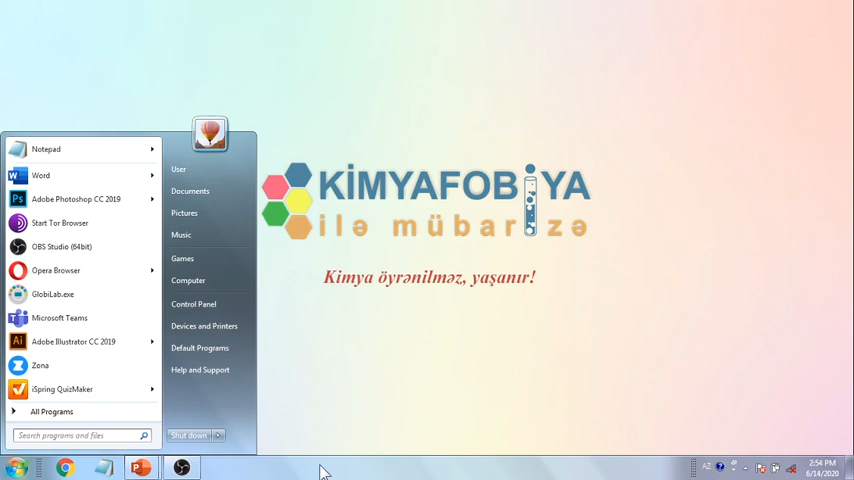 Notepad
Word
Adobe Photoshop CC 2019
Start Tor Browser
OBS Studio (64bit)
Opera Browser
GlobiLab.exe
Microsoft Teams
Adobe Illustrator CC 2019
Zona
iSpring QuizMaker
All Programs
Search programs and files
User
Documents
Pictures
Music
Games
Computer
Control Panel
Devices and Printers
Default Programs
Help and Support
Shut down
KİMYAFOBİYA
ilə mübarizə
Kimya öyrənilməz, yaşanır!
AZ
2:54 PM
6/14/2020